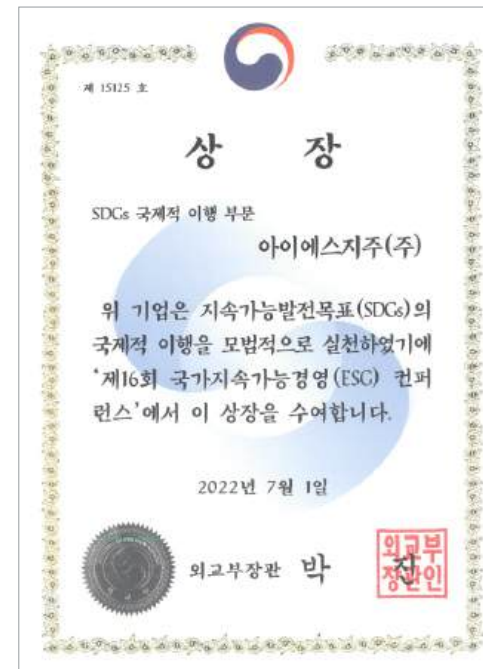 제 15125 호
상 장
SDGs 국제적 이행 부문
아이에스지주(주)
위 기업은 지속가능발전목표(SDGs)의
국제적 이행을 모범적으로 실천하였기에
‘제16회 국가지속가능경영(ESC) 컨퍼
런스’에서 이 상장을 수여합니다.
2022년 7월 1일
외교부장관 박 진
외교부
장관인